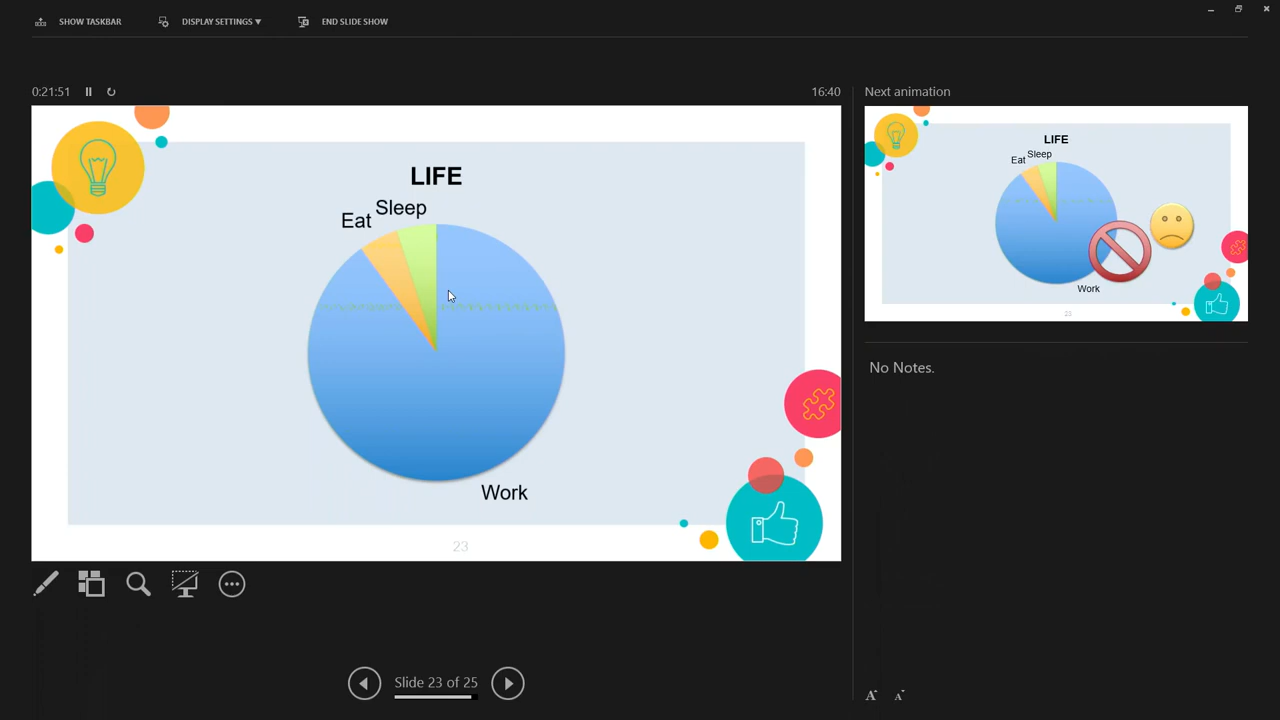 SHOW TASKBAR
DISPLAY SETTINGS ▼
END SLIDE SHOW
0:21:51
16:40
LIFE
Sleep
Eat
Work
23
Next animation
LIFE
Sleep
Eat
Work
23
No Notes.
Slide 23 of 25
A
A